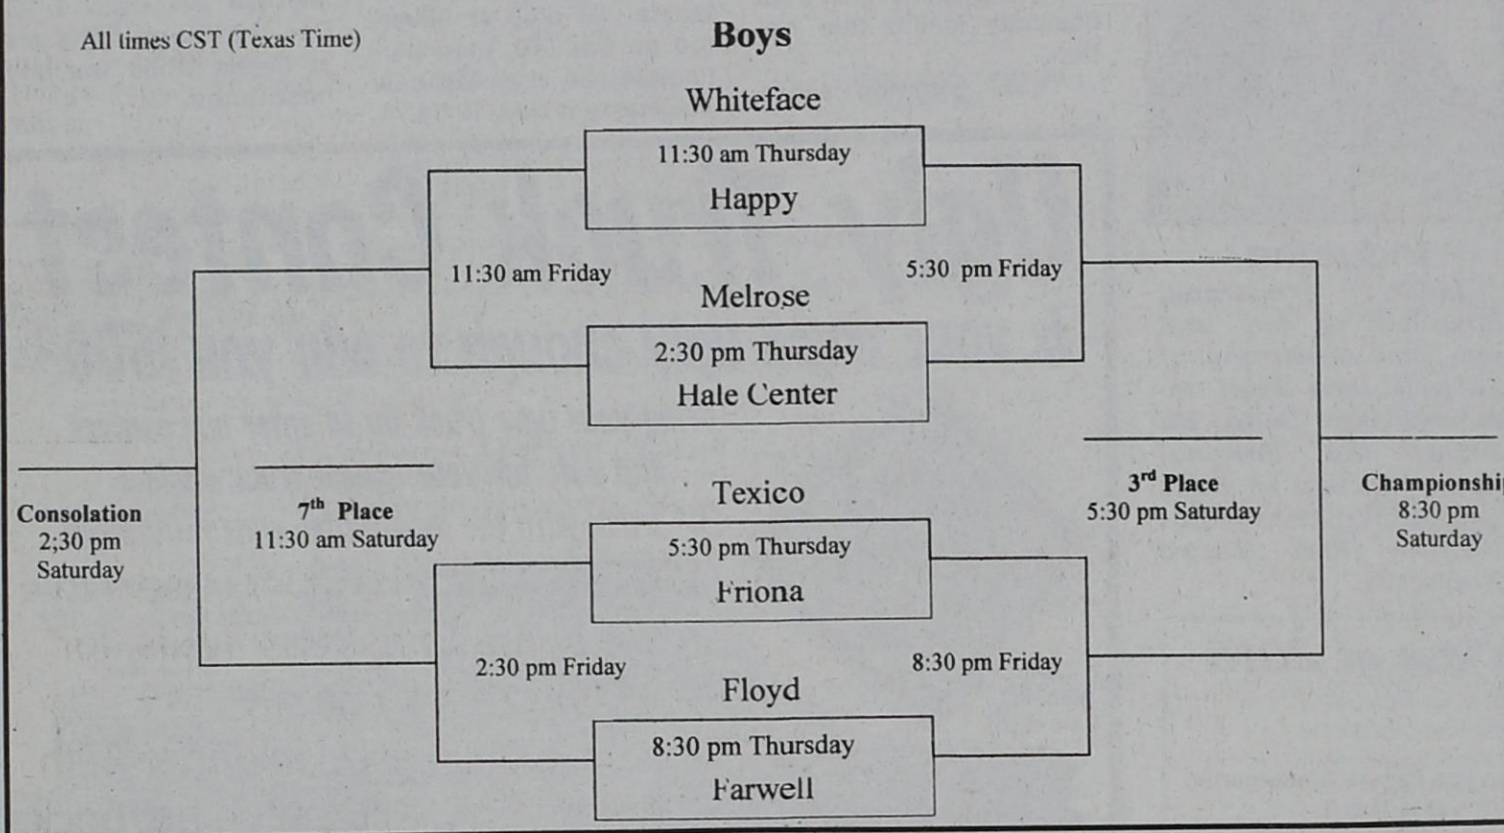 All times CST (Texas Time)
Boys
Whiteface
11:30 am Thursday
Happy
11:30 am Friday
5:30 pm Friday
Melrose
2:30 pm Thursday
Hale Center
Consolation
2;30 pm
Saturday
7th Place
11:30 am Saturday
Texico
5:30 pm Thursday
Friona
3rd Place
5:30 pm Saturday
Championshi
8:30 pm
Saturday
2:30 pm Friday
8:30 pm Friday
Floyd
8:30 pm Thursday
Farwell